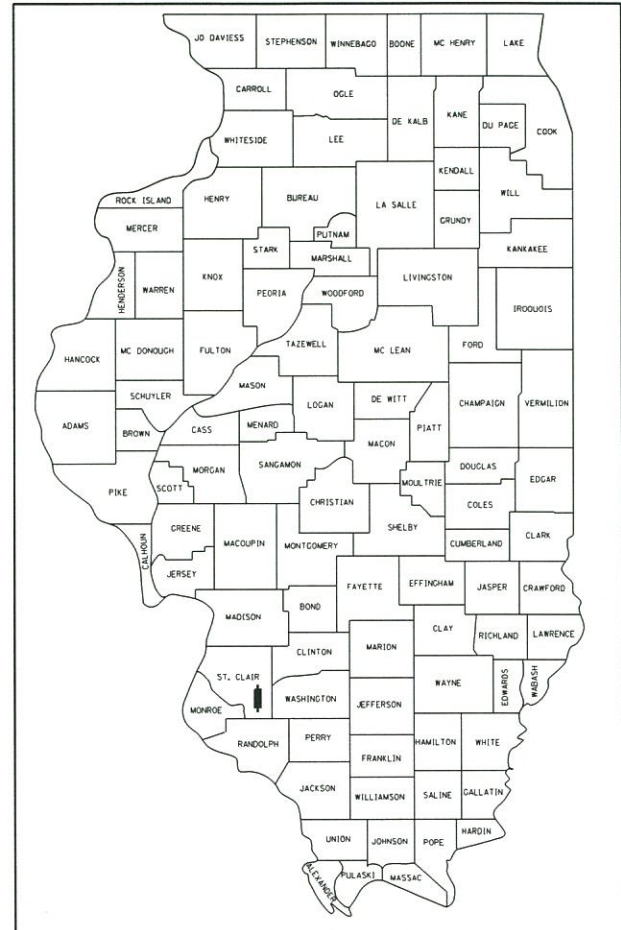 JO DAVIESS
STEPHENSON
WINNEBAGO
BOONE
MC HENRY
LAKE
CARROLL
OGLE
DE KALB
KANE
DU PAGE
COOK
WHITESIDE
LEE
KENDALL
WILL
ROCK ISLAND
HENRY
BUREAU
LA SALLE
GRUNDY
MERCER
PUTNAM
STARK
MARSHALL
KANKAKEE
HENDERSON
WARREN
KNOX
PEORIA
WOODFORD
LIVINGSTON
IROQUOIS
HANCOCK
MC DONOUGH
FULTON
TAZEWELL
MC LEAN
FORD
MASON
SCHUYLER
LOGAN
DE WITT
CHAMPAIGN
VERMILION
ADAMS
BROWN
CASS
MENARD
MACON
PIATT
MORGAN
SANGAMON
DOUGLAS
PIKE
SCOTT
CHRISTIAN
MOULTRIE
EDGAR
COLES
GREENE
MACOUPIN
MONTGOMERY
SHELBY
CUMBERLAND
CLARK
CALHOUN
JERSEY
FAYETTE
EFFINGHAM
JASPER
CRAWFORD
MADISON
BOND
CLAY
RICHLAND
LAWRENCE
CLINTON
MARION
ST. CLAIR
WAYNE
EDWARDS
WABASH
MONROE
WASHINGTON
JEFFERSON
RANDOLPH
PERRY
HAMILTON
WHITE
FRANKLIN
JACKSON
WILLIAMSON
SALINE
GALLATIN
UNION
JOHNSON
POPE
HARDIN
ALEXANDER
PULASKI
MASSAC